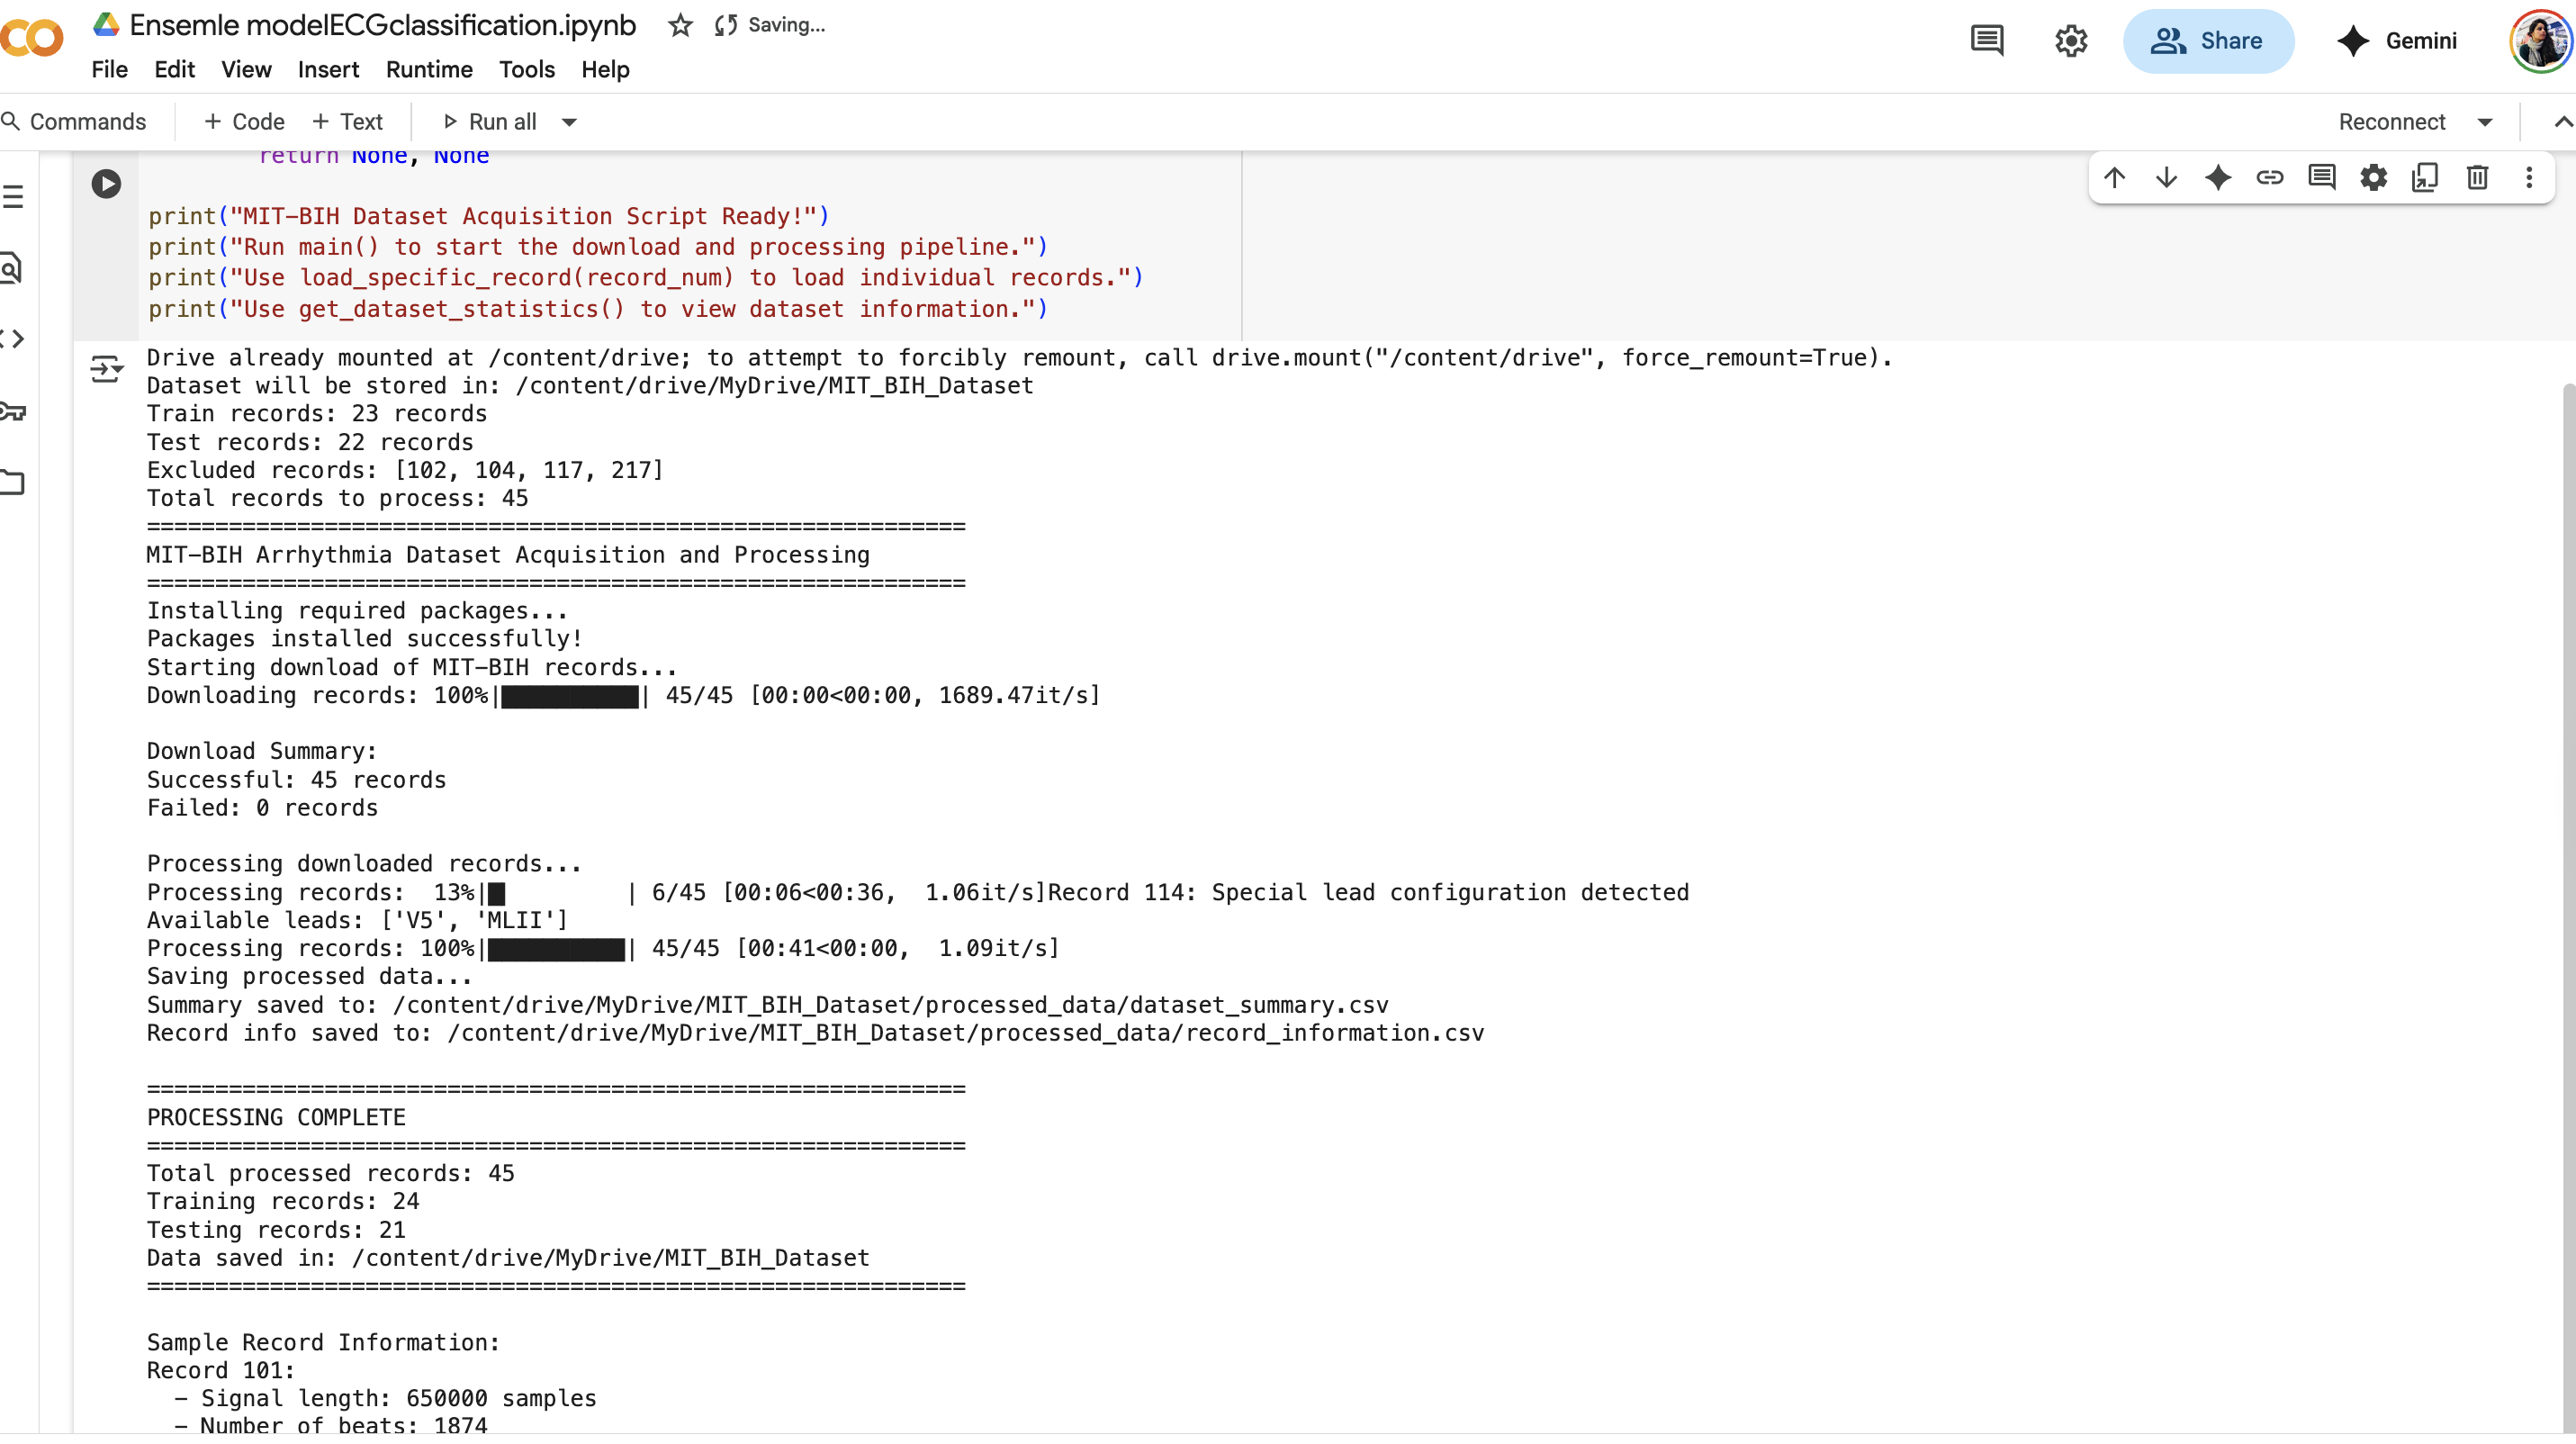 Ensemle modelECGclassification.ipynb
Saving...
Share
Gemini
File Edit View Insert Runtime Tools Help
Commands + Code + Text Run all
Reconnect
return None, None
print("MIT-BIH Dataset Acquisition Script Ready!")
print("Run main() to start the download and processing pipeline.")
print("Use load_specific_record(record_num) to load individual records.")
print("Use get_dataset_statistics() to view dataset information.")
Drive already mounted at /content/drive; to attempt to forcibly remount, call drive.mount("/content/drive", force_remount=True).
Dataset will be stored in: /content/drive/MyDrive/MIT_BIH_Dataset
Train records: 23 records
Test records: 22 records
Excluded records: [102, 104, 117, 217]
Total records to process: 45
============================================================
MIT-BIH Arrhythmia Dataset Acquisition and Processing
============================================================
Installing required packages...
Packages installed successfully!
Starting download of MIT-BIH records...
Downloading records: 100%|██████████| 45/45 [00:00<00:00, 1689.47it/s]
Download Summary:
Successful: 45 records
Failed: 0 records
Processing downloaded records...
Processing records:  13%|█         | 6/45 [00:06<00:36,  1.06it/s]Record 114: Special lead configuration detected
Available leads: ['V5', 'MLII']
Processing records: 100%|██████████| 45/45 [00:41<00:00,  1.09it/s]
Saving processed data...
Summary saved to: /content/drive/MyDrive/MIT_BIH_Dataset/processed_data/dataset_summary.csv
Record info saved to: /content/drive/MyDrive/MIT_BIH_Dataset/processed_data/record_information.csv
============================================================
PROCESSING COMPLETE
============================================================
Total processed records: 45
Training records: 24
Testing records: 21
Data saved in: /content/drive/MyDrive/MIT_BIH_Dataset
============================================================
Sample Record Information:
Record 101:
- Signal length: 650000 samples
- Number of beats: 1874